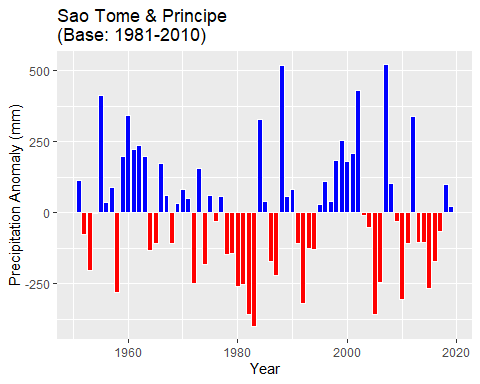 Sao Tome & Principe
(Base: 1981-2010)
Precipitation Anomaly (mm)
500
250
0
-250
1960
1980
2000
2020
Year